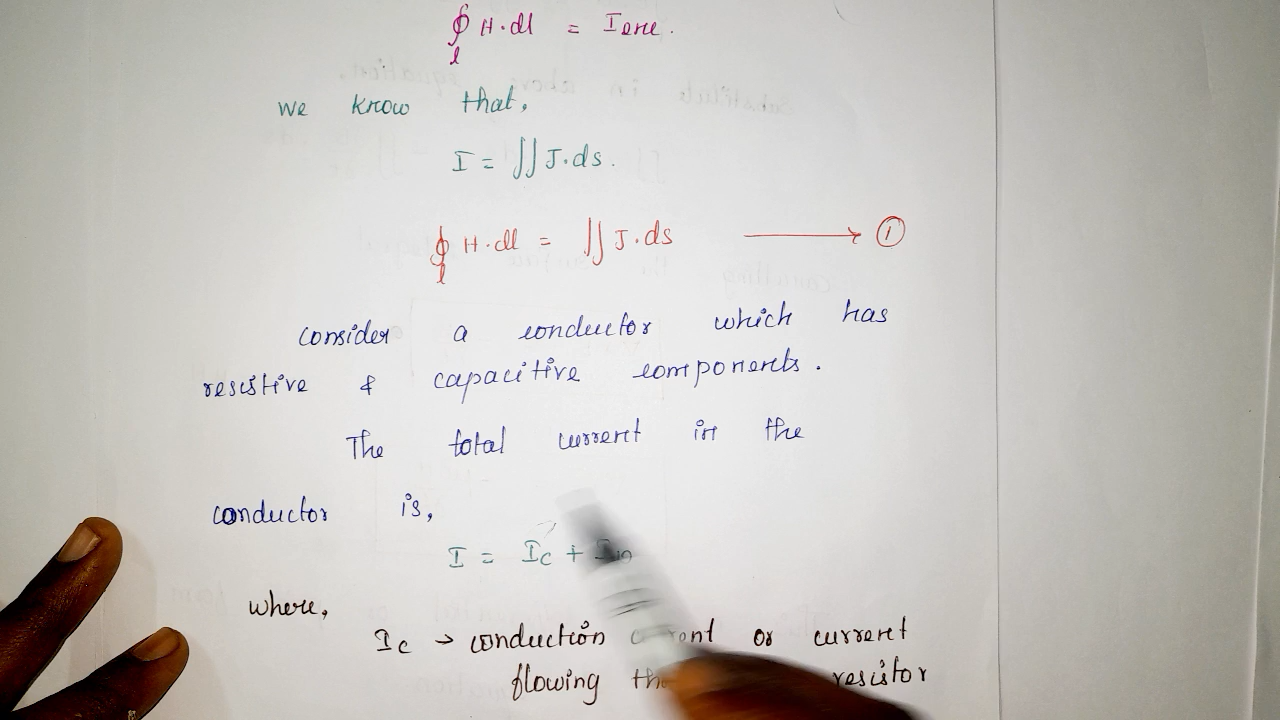 ∮ H·dl = Ienc.
l
we know that,
I = ∬ J·ds.
∮ H·dl = ∬ J·ds ⟶ ①
l
consider a conductor which has
resistive & capacitive components.
The total current in the
conductor is,
I = Ic +
where,
Ic → conduction or current
flowing resistor